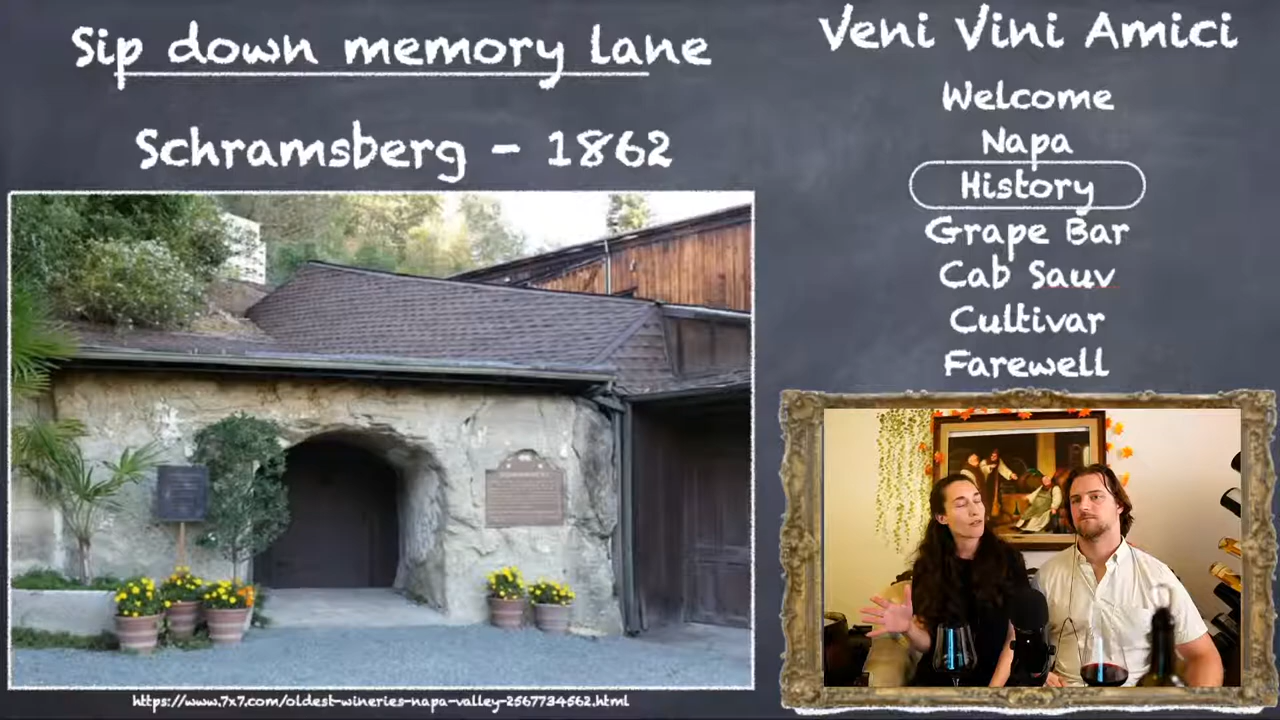 Sip down memory lane
Schramsberg - 1862
https://www.7x7.com/oldest-wineries-napa-valley-2567734562.html
Veni Vini Amici
Welcome
Napa
History
Grape Bar
Cab Sauv
Cultivar
Farewell